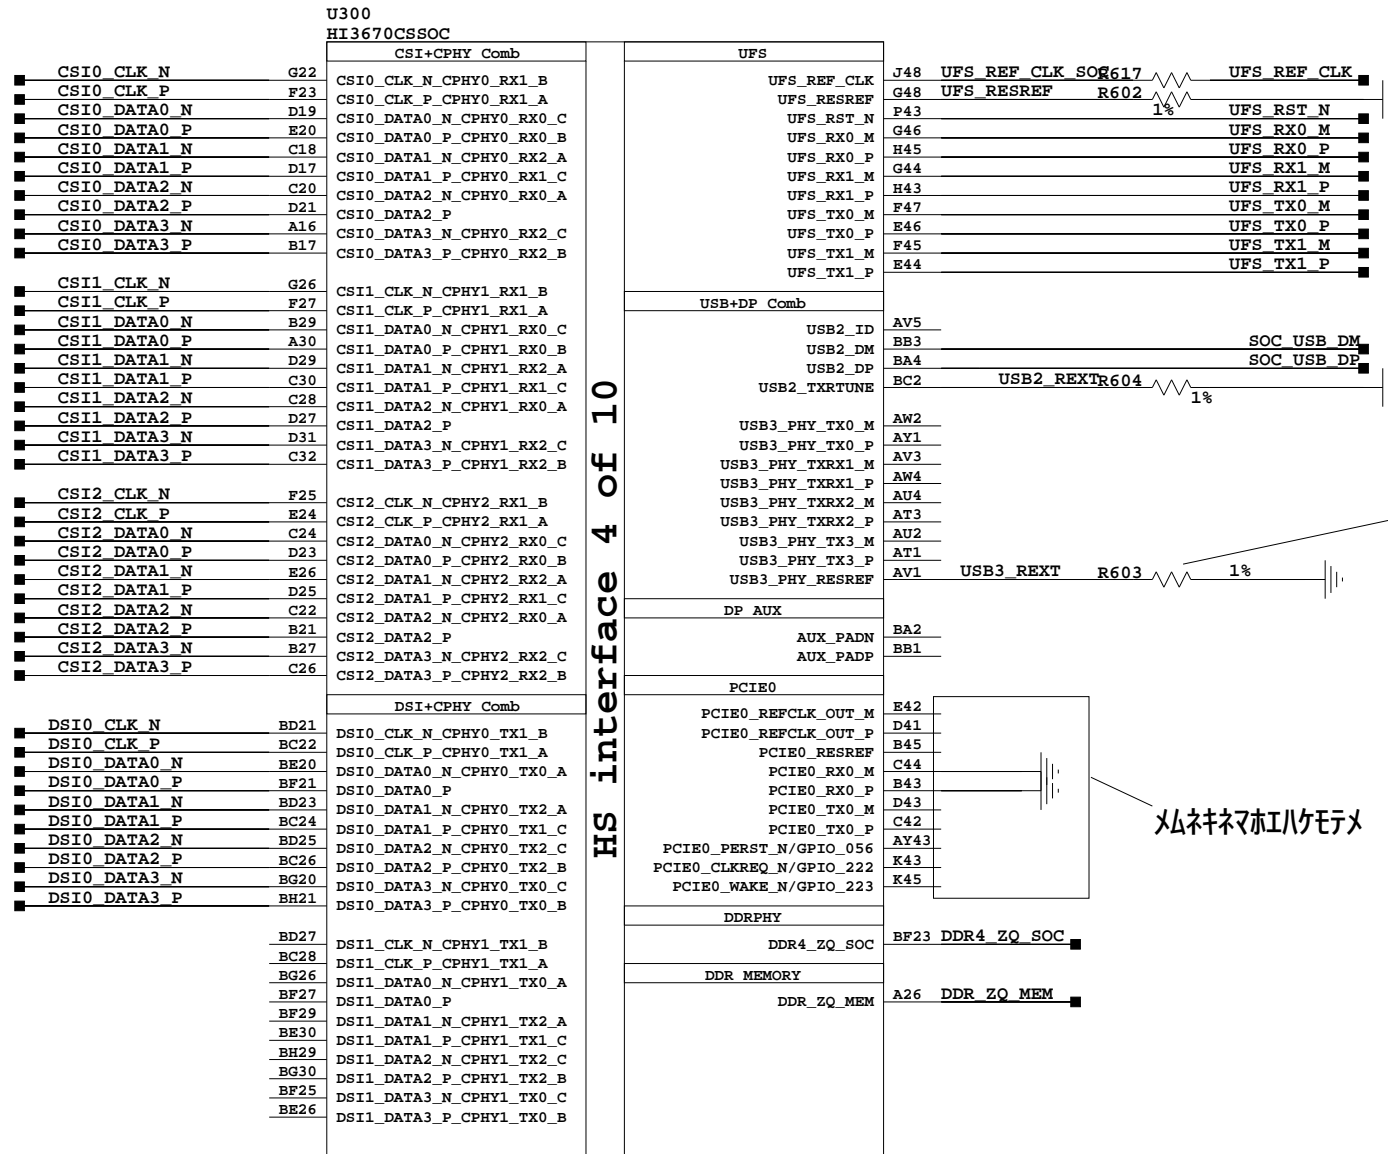 U300
HI3670CSSOC
CSI+CPHY Comb
CSI0_CLK_N G22 CSI0_CLK_N_CPHY0_RX1_B
CSI0_CLK_P F23 CSI0_CLK_P_CPHY0_RX1_A
CSI0_DATA0_N D19 CSI0_DATA0_N_CPHY0_RX0_C
CSI0_DATA0_P E20 CSI0_DATA0_P_CPHY0_RX0_B
CSI0_DATA1_N C18 CSI0_DATA1_N_CPHY0_RX2_A
CSI0_DATA1_P D17 CSI0_DATA1_P_CPHY0_RX1_C
CSI0_DATA2_N C20 CSI0_DATA2_N_CPHY0_RX0_A
CSI0_DATA2_P D21 CSI0_DATA2_P
CSI0_DATA3_N A16 CSI0_DATA3_N_CPHY0_RX2_C
CSI0_DATA3_P B17 CSI0_DATA3_P_CPHY0_RX2_B
CSI1_CLK_N G26 CSI1_CLK_N_CPHY1_RX1_B
CSI1_CLK_P F27 CSI1_CLK_P_CPHY1_RX1_A
CSI1_DATA0_N B29 CSI1_DATA0_N_CPHY1_RX0_C
CSI1_DATA0_P A30 CSI1_DATA0_P_CPHY1_RX0_B
CSI1_DATA1_N D29 CSI1_DATA1_N_CPHY1_RX2_A
CSI1_DATA1_P C30 CSI1_DATA1_P_CPHY1_RX1_C
CSI1_DATA2_N C28 CSI1_DATA2_N_CPHY1_RX0_A
CSI1_DATA2_P D27 CSI1_DATA2_P
CSI1_DATA3_N D31 CSI1_DATA3_N_CPHY1_RX2_C
CSI1_DATA3_P C32 CSI1_DATA3_P_CPHY1_RX2_B
CSI2_CLK_N F25 CSI2_CLK_N_CPHY2_RX1_B
CSI2_CLK_P E24 CSI2_CLK_P_CPHY2_RX1_A
CSI2_DATA0_N C24 CSI2_DATA0_N_CPHY2_RX0_C
CSI2_DATA0_P D23 CSI2_DATA0_P_CPHY2_RX0_B
CSI2_DATA1_N E26 CSI2_DATA1_N_CPHY2_RX2_A
CSI2_DATA1_P D25 CSI2_DATA1_P_CPHY2_RX1_C
CSI2_DATA2_N C22 CSI2_DATA2_N_CPHY2_RX0_A
CSI2_DATA2_P B21 CSI2_DATA2_P
CSI2_DATA3_N B27 CSI2_DATA3_N_CPHY2_RX2_C
CSI2_DATA3_P C26 CSI2_DATA3_P_CPHY2_RX2_B
DSI+CPHY Comb
DSI0_CLK_N BD21 DSI0_CLK_N_CPHY0_TX1_B
DSI0_CLK_P BC22 DSI0_CLK_P_CPHY0_TX1_A
DSI0_DATA0_N BE20 DSI0_DATA0_N_CPHY0_TX0_A
DSI0_DATA0_P BF21 DSI0_DATA0_P
DSI0_DATA1_N BD23 DSI0_DATA1_N_CPHY0_TX2_A
DSI0_DATA1_P BC24 DSI0_DATA1_P_CPHY0_TX1_C
DSI0_DATA2_N BD25 DSI0_DATA2_N_CPHY0_TX2_C
DSI0_DATA2_P BC26 DSI0_DATA2_P_CPHY0_TX2_B
DSI0_DATA3_N BG20 DSI0_DATA3_N_CPHY0_TX0_C
DSI0_DATA3_P BH21 DSI0_DATA3_P_CPHY0_TX0_B
BD27 DSI1_CLK_N_CPHY1_TX1_B
BC28 DSI1_CLK_P_CPHY1_TX1_A
BG26 DSI1_DATA0_N_CPHY1_TX0_A
BF27 DSI1_DATA0_P
BF29 DSI1_DATA1_N_CPHY1_TX2_A
BE30 DSI1_DATA1_P_CPHY1_TX1_C
BH29 DSI1_DATA2_N_CPHY1_TX2_C
BG30 DSI1_DATA2_P_CPHY1_TX2_B
BF25 DSI1_DATA3_N_CPHY1_TX0_C
BE26 DSI1_DATA3_P_CPHY1_TX0_B
HS interface 4 of 10
UFS
UFS_REF_CLK J48 UFS_REF_CLK_SOC R617 UFS_REF_CLK
UFS_RESREF G48 UFS_RESREF R602 1%
UFS_RST_N P43 UFS_RST_N
UFS_RX0_M G46 UFS_RX0_M
UFS_RX0_P H45 UFS_RX0_P
UFS_RX1_M G44 UFS_RX1_M
UFS_RX1_P H43 UFS_RX1_P
UFS_TX0_M F47 UFS_TX0_M
UFS_TX0_P E46 UFS_TX0_P
UFS_TX1_M F45 UFS_TX1_M
UFS_TX1_P E44 UFS_TX1_P
USB+DP Comb
USB2_ID AV5
USB2_DM BB3 SOC_USB_DM
USB2_DP BA4 SOC_USB_DP
USB2_TXRTUNE BC2 USB2_REXT R604 1%
USB3_PHY_TX0_M AW2
USB3_PHY_TX0_P AY1
USB3_PHY_TXRX1_M AV3
USB3_PHY_TXRX1_P AW4
USB3_PHY_TXRX2_M AU4
USB3_PHY_TXRX2_P AT3
USB3_PHY_TX3_M AU2
USB3_PHY_TX3_P AT1
USB3_PHY_RESREF AV1 USB3_REXT R603 1%
DP AUX
AUX_PADN BA2
AUX_PADP BB1
PCIE0
PCIE0_REFCLK_OUT_M E42
PCIE0_REFCLK_OUT_P D41
PCIE0_RESREF B45
PCIE0_RX0_M C44
PCIE0_RX0_P B43
PCIE0_TX0_M D43
PCIE0_TX0_P C42
PCIE0_PERST_N/GPIO_056 AY43
PCIE0_CLKREQ_N/GPIO_222 K43
PCIE0_WAKE_N/GPIO_223 K45
メムネキネマホエハケモテメ
DDRPHY
DDR4_ZQ_SOC BF23 DDR4_ZQ_SOC
DDR MEMORY
DDR_ZQ_MEM A26 DDR_ZQ_MEM